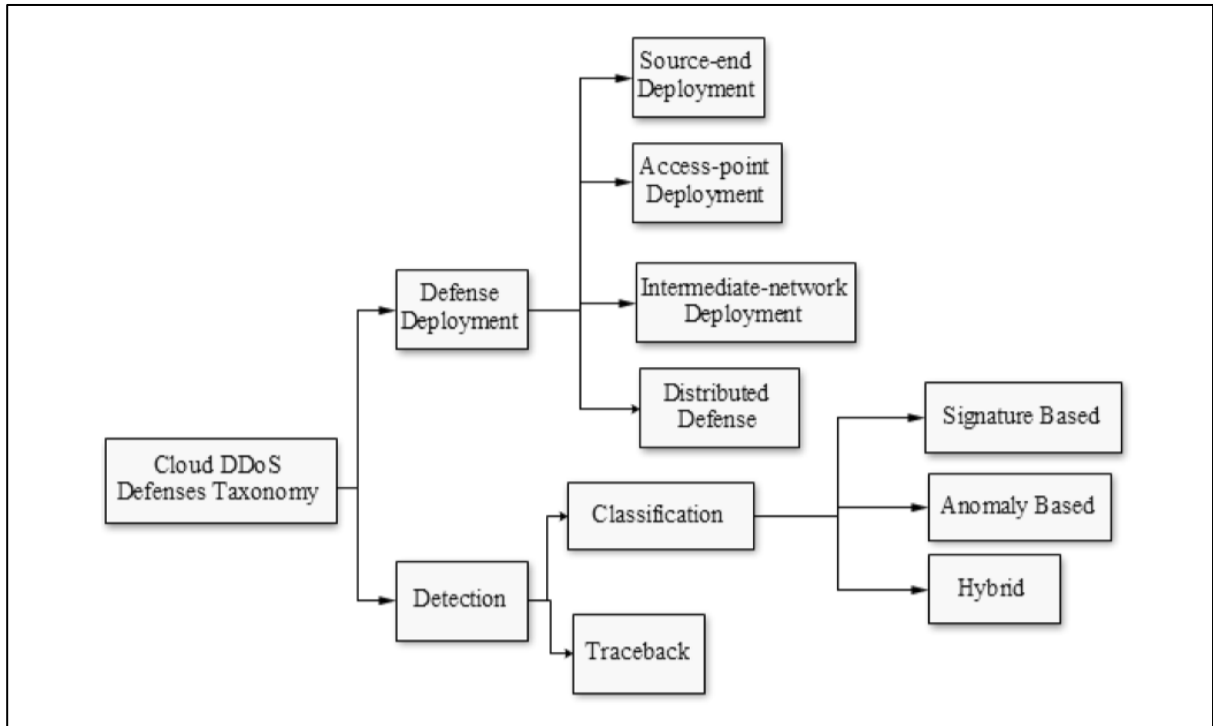 Source-end
Deployment
Access-point
Deployment
Intermediate-network
Deployment
Defense
Deployment
Distributed
Defense
Signature Based
Cloud DDoS
Defenses Taxonomy
Classification
Anomaly Based
Detection
Hybrid
Traceback